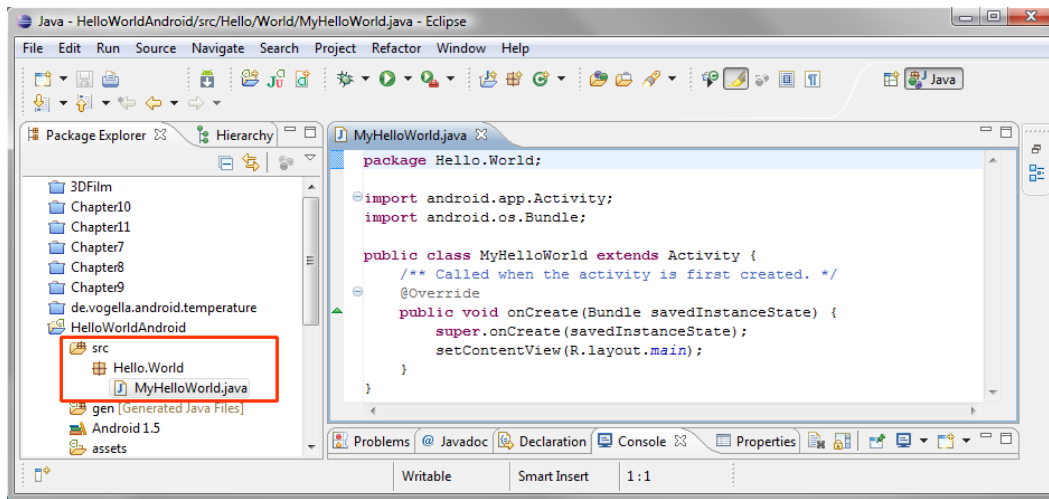 Java - HelloWorldAndroid/src/Hello/World/MyHelloWorld.java - Eclipse
File Edit Run Source Navigate Search Project Refactor Window Help
Java
Package Explorer Hierarchy
3DFilm
Chapter10
Chapter11
Chapter7
Chapter8
Chapter9
de.vogella.android.temperature
HelloWorldAndroid
src
Hello.World
MyHelloWorld.java
gen [Generated Java Files]
Android 1.5
assets
MyHelloWorld.java
package Hello.World;
import android.app.Activity;
import android.os.Bundle;
public class MyHelloWorld extends Activity {
/** Called when the activity is first created. */
@Override
public void onCreate(Bundle savedInstanceState) {
super.onCreate(savedInstanceState);
setContentView(R.layout.main);
}
}
Problems @ Javadoc Declaration Console Properties
Writable Smart Insert 1:1